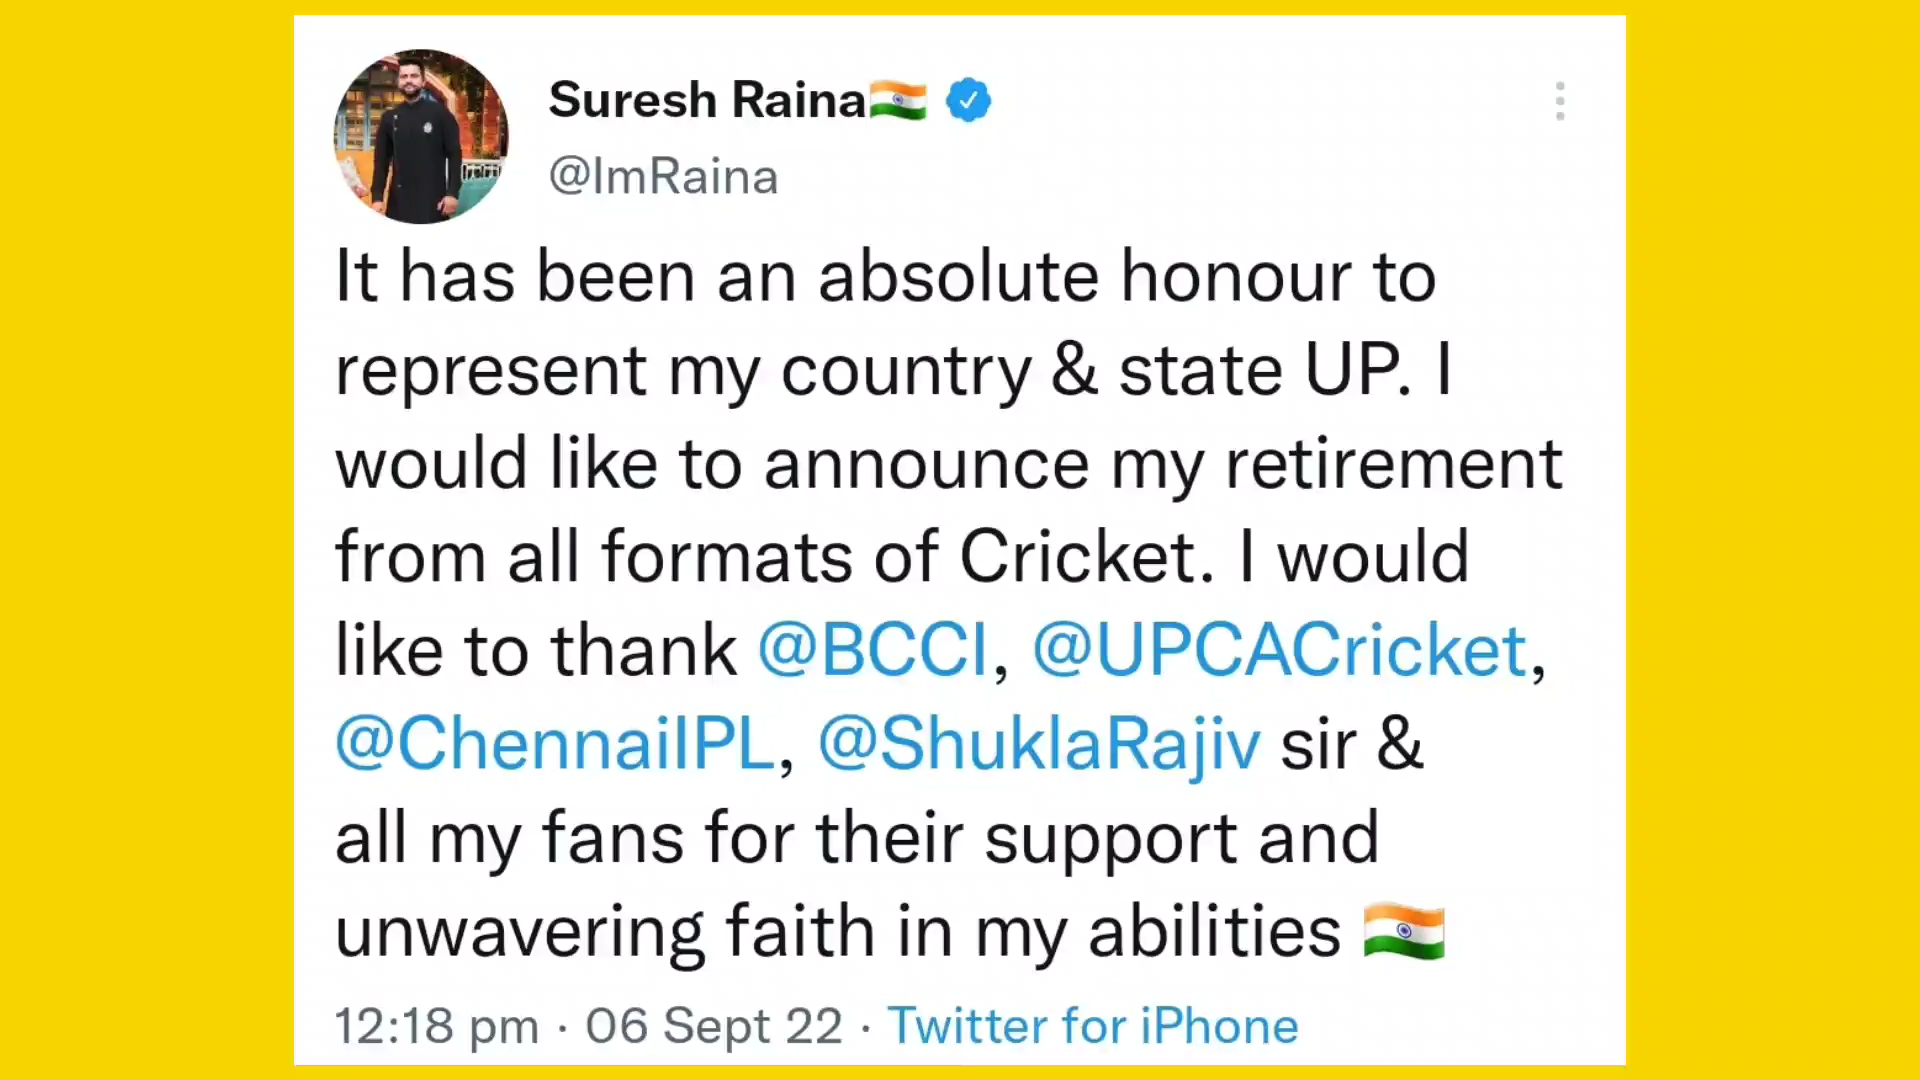 Suresh Raina🇮🇳
@ImRaina
It has been an absolute honour to
represent my country & state UP. I
would like to announce my retirement
from all formats of Cricket. I would
like to thank @BCCI, @UPCACricket,
@ChennaiIPL, @ShuklaRajiv sir &
all my fans for their support and
unwavering faith in my abilities 🇮🇳
12:18 pm · 06 Sept 22 · Twitter for iPhone